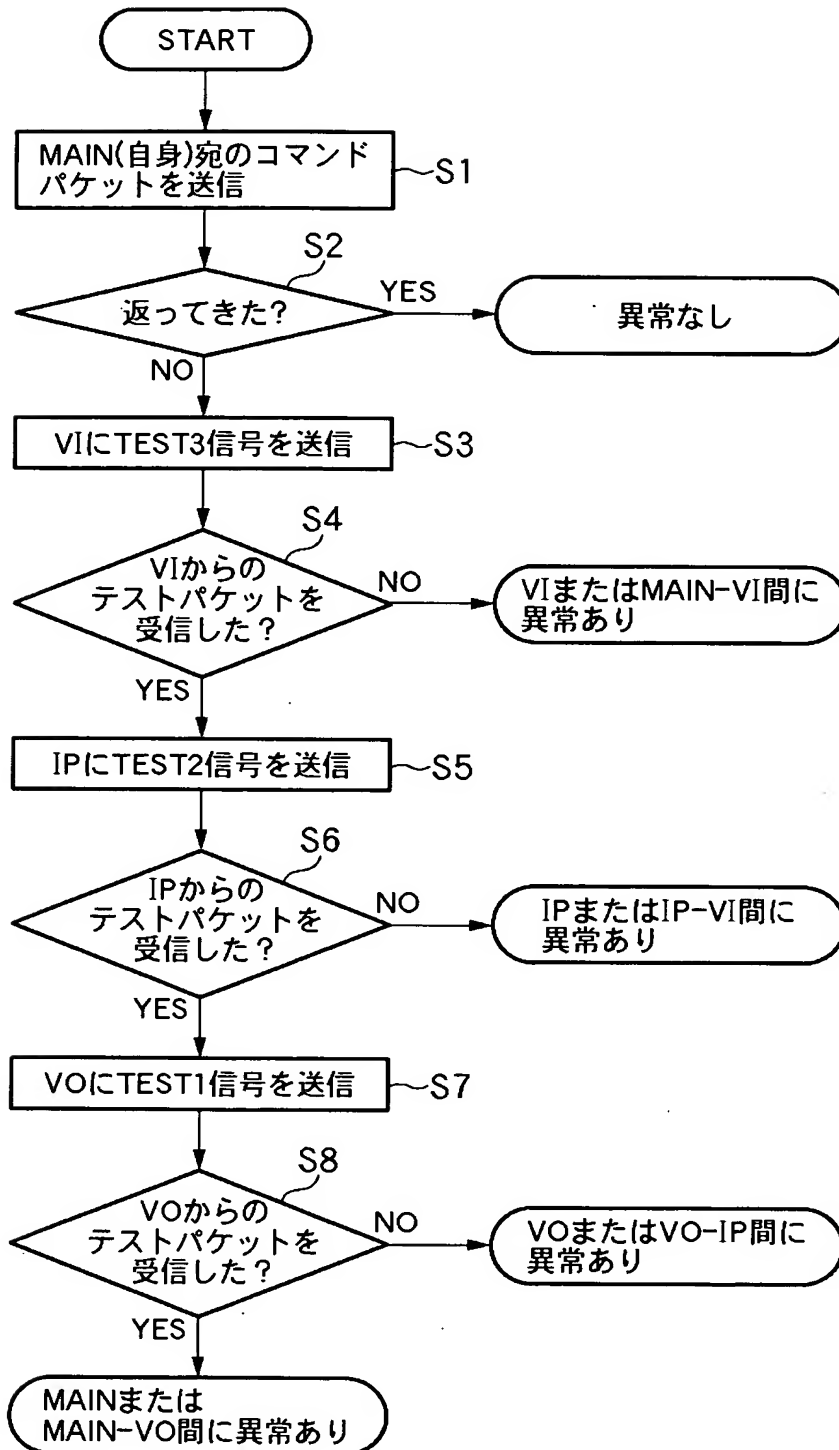 START
MAIN(自身)宛のコマンド
パケットを送信
S1
S2
返ってきた?
YES
異常なし
NO
VIにTEST3信号を送信
S3
S4
VIからの
テストパケットを
受信した?
NO
VIまたはMAIN-VI間に
異常あり
YES
IPにTEST2信号を送信
S5
S6
IPからの
テストパケットを
受信した?
NO
IPまたはIP-VI間に
異常あり
YES
VOにTEST1信号を送信
S7
S8
VOからの
テストパケットを
受信した?
NO
VOまたはVO-IP間に
異常あり
YES
MAINまたは
MAIN-VO間に異常あり